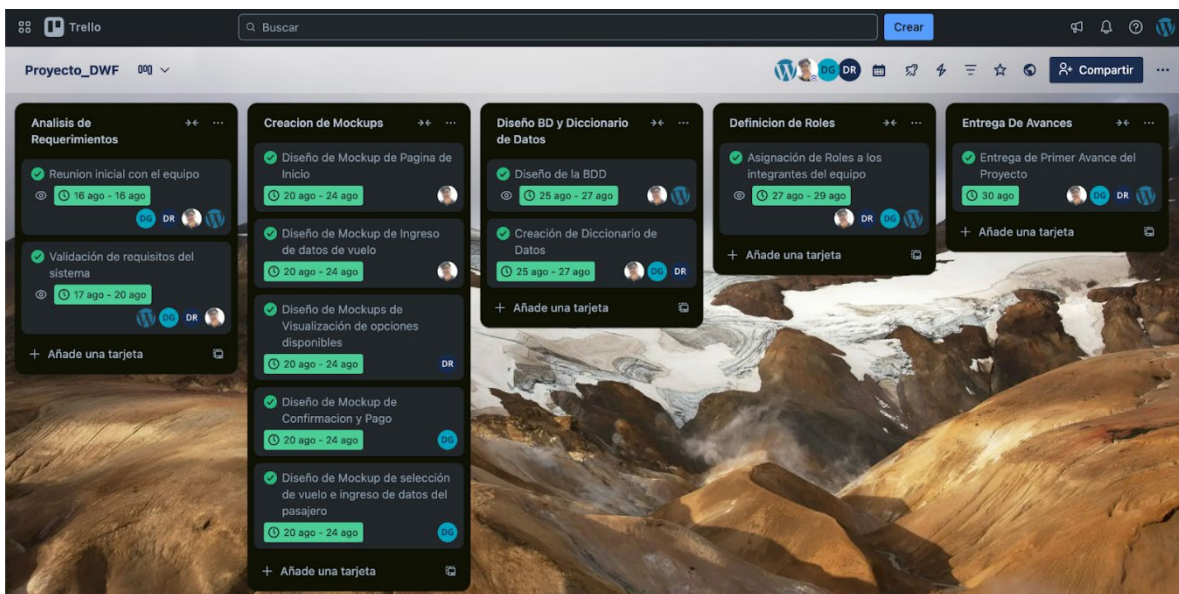 Trello
Buscar
Crear
Proyecto_DWF
DG DR
Compartir
Analisis de
Requerimientos
Reunion inicial con el equipo
16 ago - 16 ago
DG DR
Validación de requisitos del
sistema
17 ago - 20 ago
DG DR
Añade una tarjeta
Creacion de Mockups
Diseño de Mockup de Pagina de
Inicio
20 ago - 24 ago
Diseño de Mockup de Ingreso
de datos de vuelo
20 ago - 24 ago
Diseño de Mockups de
Visualización de opciones
disponibles
20 ago - 24 ago
DR
Diseño de Mockup de
Confirmacion y Pago
20 ago - 24 ago
DG
Diseño de Mockup de selección
de vuelo e ingreso de datos del
pasajero
20 ago - 24 ago
DG
Añade una tarjeta
Diseño BD y Diccionario
de Datos
Diseño de la BDD
25 ago - 27 ago
Creación de Diccionario de
Datos
25 ago - 27 ago
DG DR
Añade una tarjeta
Definicion de Roles
Asignación de Roles a los
integrantes del equipo
27 ago - 29 ago
DR DG
Añade una tarjeta
Entrega De Avances
Entrega de Primer Avance del
Proyecto
30 ago
DG DR
Añade una tarjeta